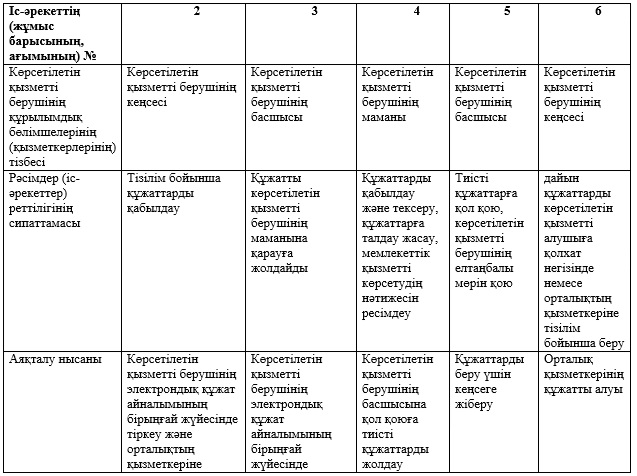 Іс-әрекеттің
(жұмыс
барысының,
ағымының) №
2
3
4
5
6
Көрсетілетін
қызметті
берушінің
құрылымдық
бөлімшелерінің
(қызметкерлерінің)
тізбесі
Көрсетілетін
қызметті берушінің
кеңсесі
Көрсетілетін
қызметті
берушінің
басшысы
Көрсетілетін
қызметті
берушінің
маманы
Көрсетілетін
қызметті
берушінің
басшысы
Көрсетілетін
қызметті
берушінің
кеңсесі
Рәсімдер (іс-
әрекеттер)
реттілігінің
сипаттамасы
Тізілім бойынша
құжаттарды
қабылдау
Құжатты
көрсетілетін
қызметті
берушінің
маманына
қарауға
жолдайды
Құжаттарды
қабылдау
және тексеру,
құжаттарға
талдау жасау,
мемлекеттік
қызметті
көрсетудің
нәтижесін
ресімдеу
Тиісті
құжаттарға
қол қою,
көрсетілетін
қызметті
берушінің
елтаңбалы
мөрін қою
дайын
құжаттарды
көрсетілетін
қызметті
алушыға
қолхат
негізінде
немесе
орталықтың
қызметкеріне
тізілім
бойынша беру
Аяқталу нысаны
Көрсетілетін
қызметті берушінің
электрондық құжат
айналымының
бірыңғай жүйесінде
тіркеу және
орталықтың
қызметкеріне
Көрсетілетін
қызметті
берушінің
электрондық
құжат
айналымының
бірыңғай
жүйесінде
Көрсетілетін
қызметті
берушінің
басшысына
қол қоюға
тиісті
құжаттарды
жолдау
Құжаттарды
беру үшін
кеңсеге
жіберу
Орталық
қызметкерінің
құжатты алуы